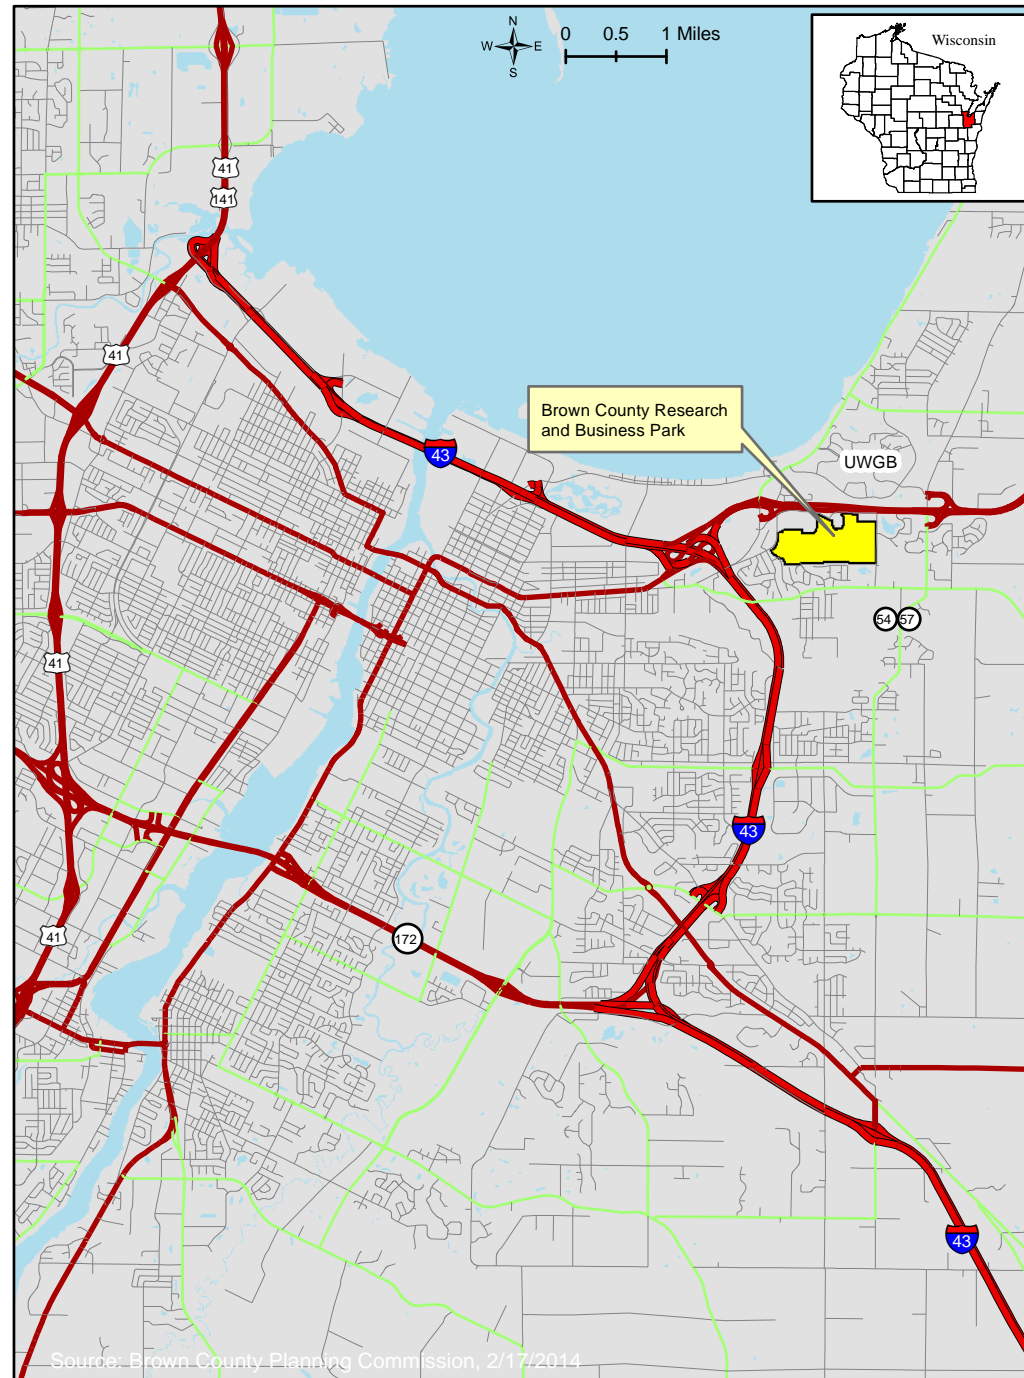 N
W E
S
0 0.5 1 Miles
Wisconsin
41
141
41
43
Brown County Research
and Business Park
UWGB
54 57
41
43
41
172
43
Source: Brown County Planning Commission, 2/17/2014